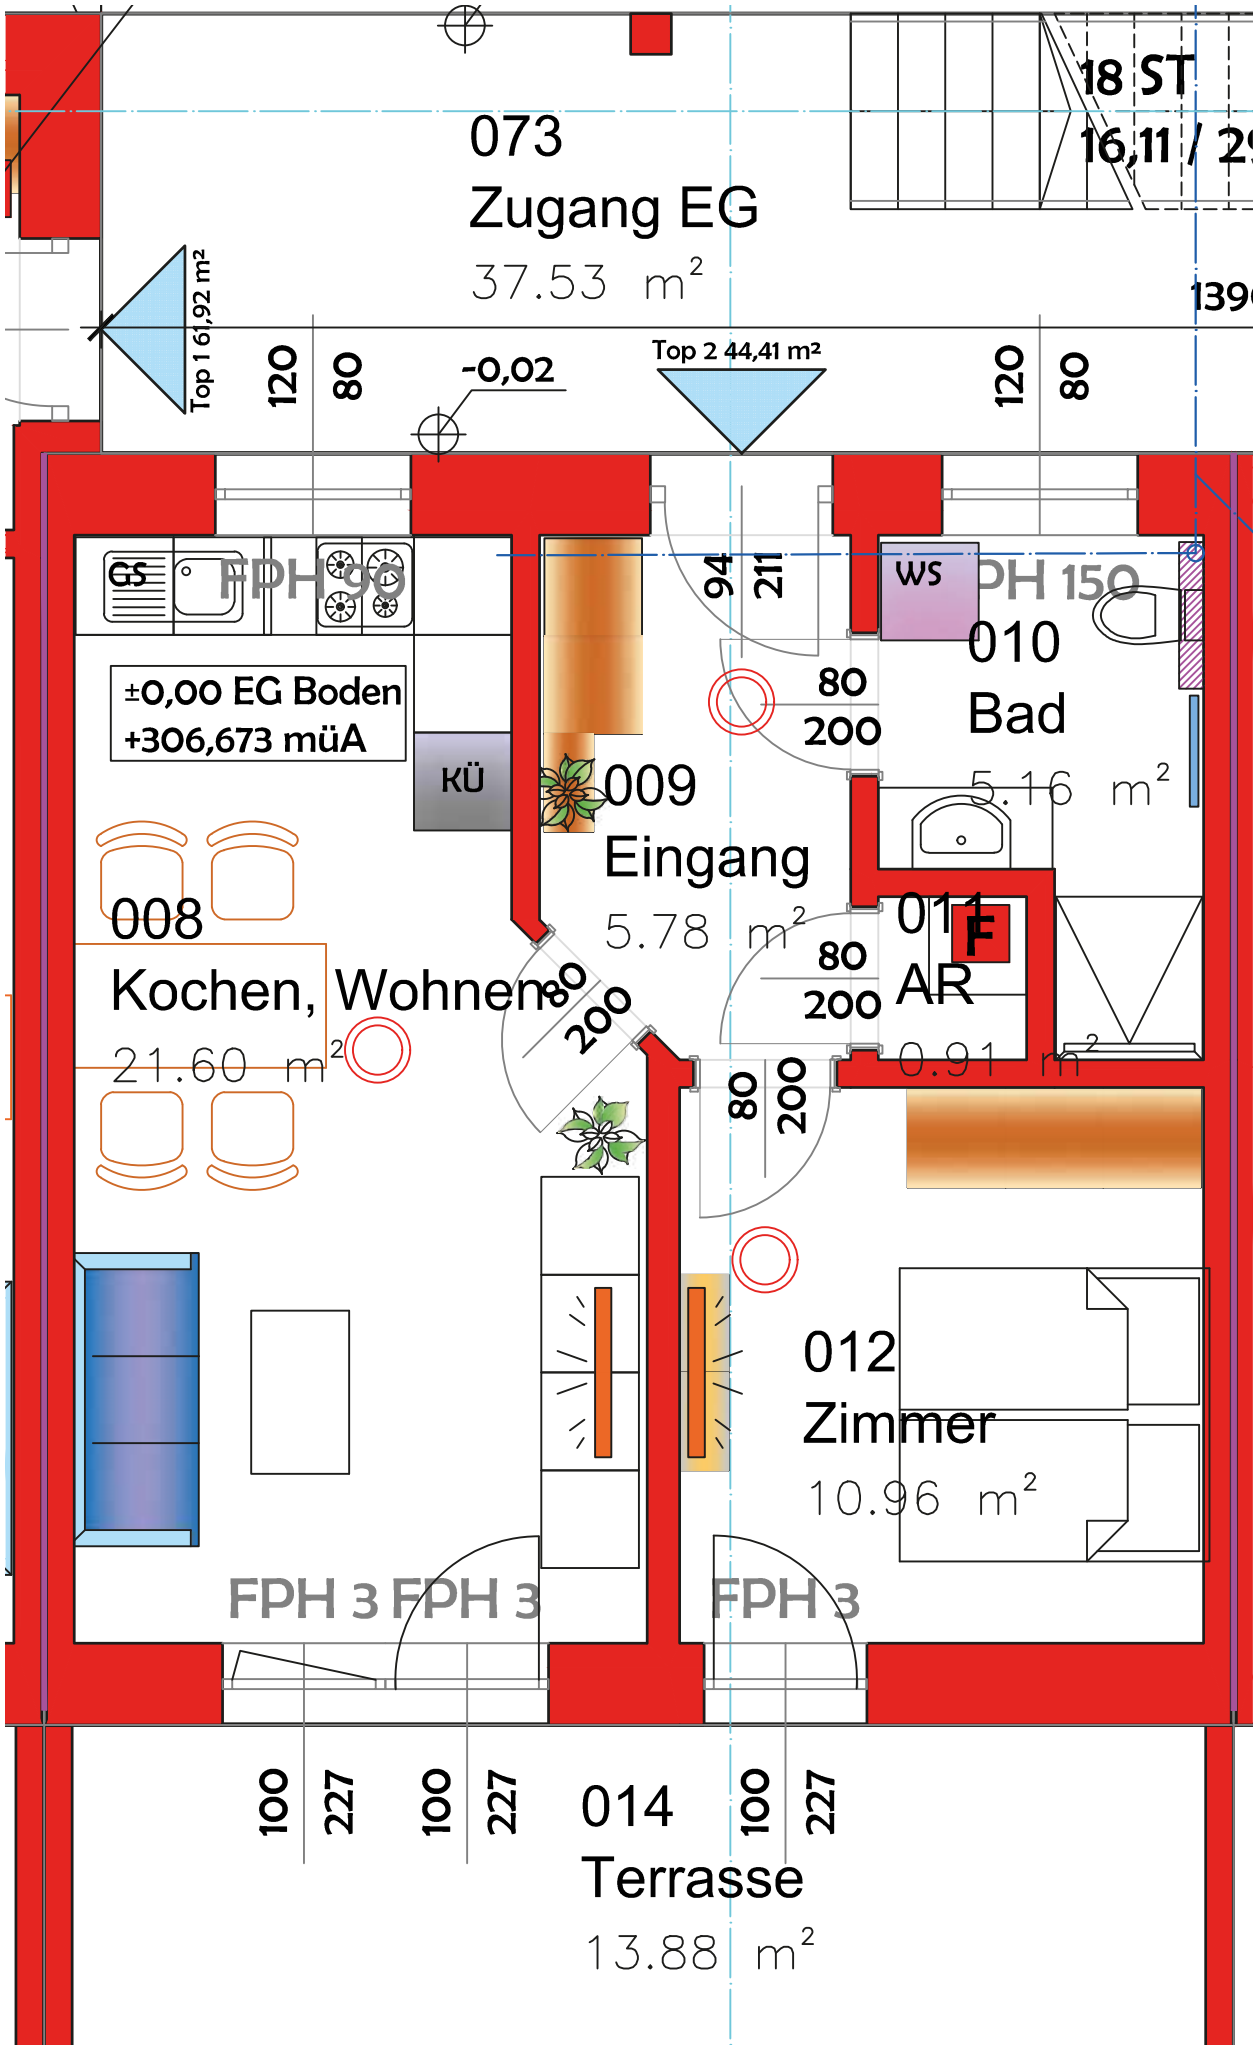 18 ST
16,11 / 29
073
Zugang EG
37.53 m²
139
Top 1 61,92 m²
120
80
-0,02
Top 2 44,41 m²
120
80
GS
FPH 90
94
211
WS
PH 150
010
Bad
5.16 m²
±0,00 EG Boden
+306,673 müA
80
200
KÜ
009
Eingang
5.78 m²
008
Kochen, Wohnen
21.60 m²
80
200
80
200
011
F
AR
0.91 m²
80
200
012
Zimmer
10.96 m²
FPH 3
FPH 3
FPH 3
100
227
100
227
100
227
014
Terrasse
13.88 m²